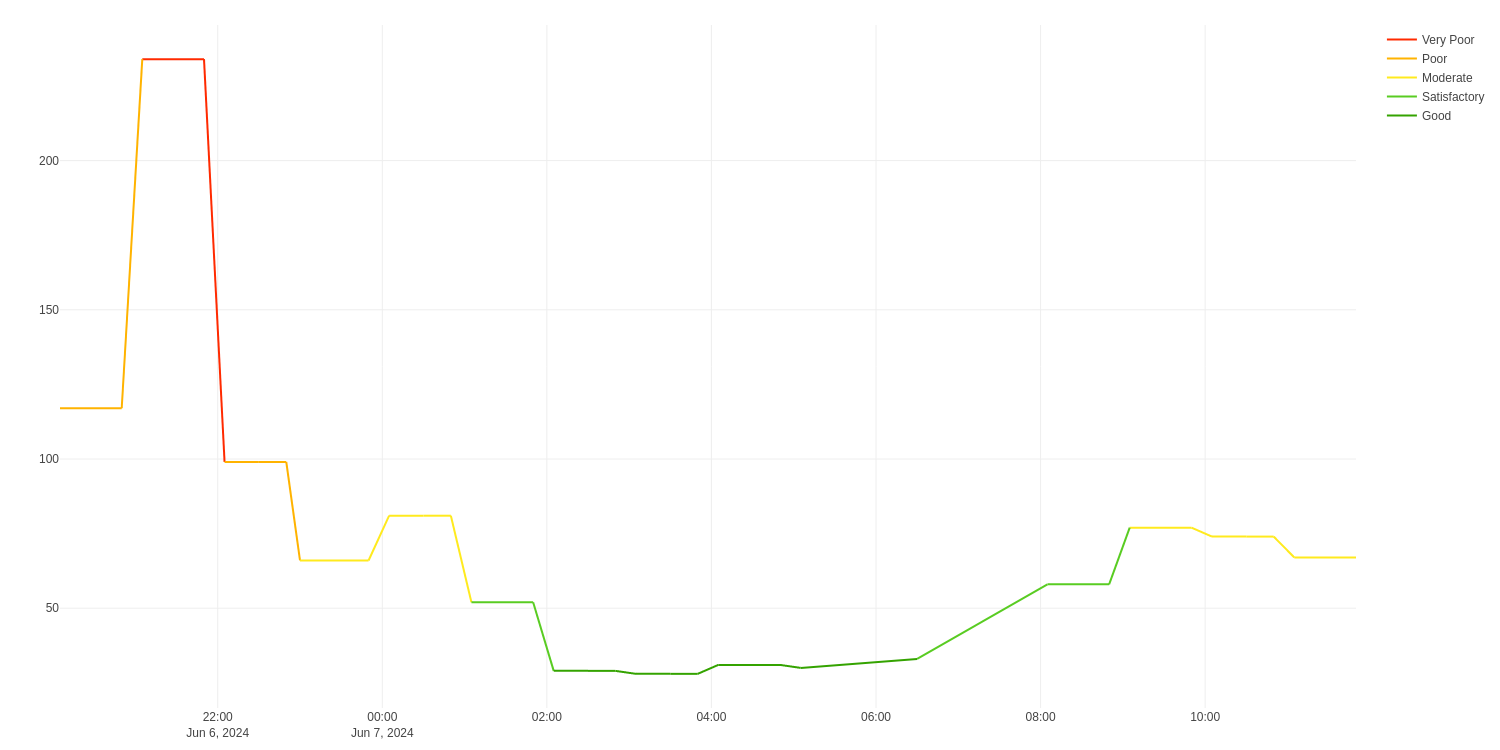 Very Poor
Poor
Moderate
Satisfactory
Good
200
150
100
50
22:00
Jun 6, 2024
00:00
Jun 7, 2024
02:00
04:00
06:00
08:00
10:00